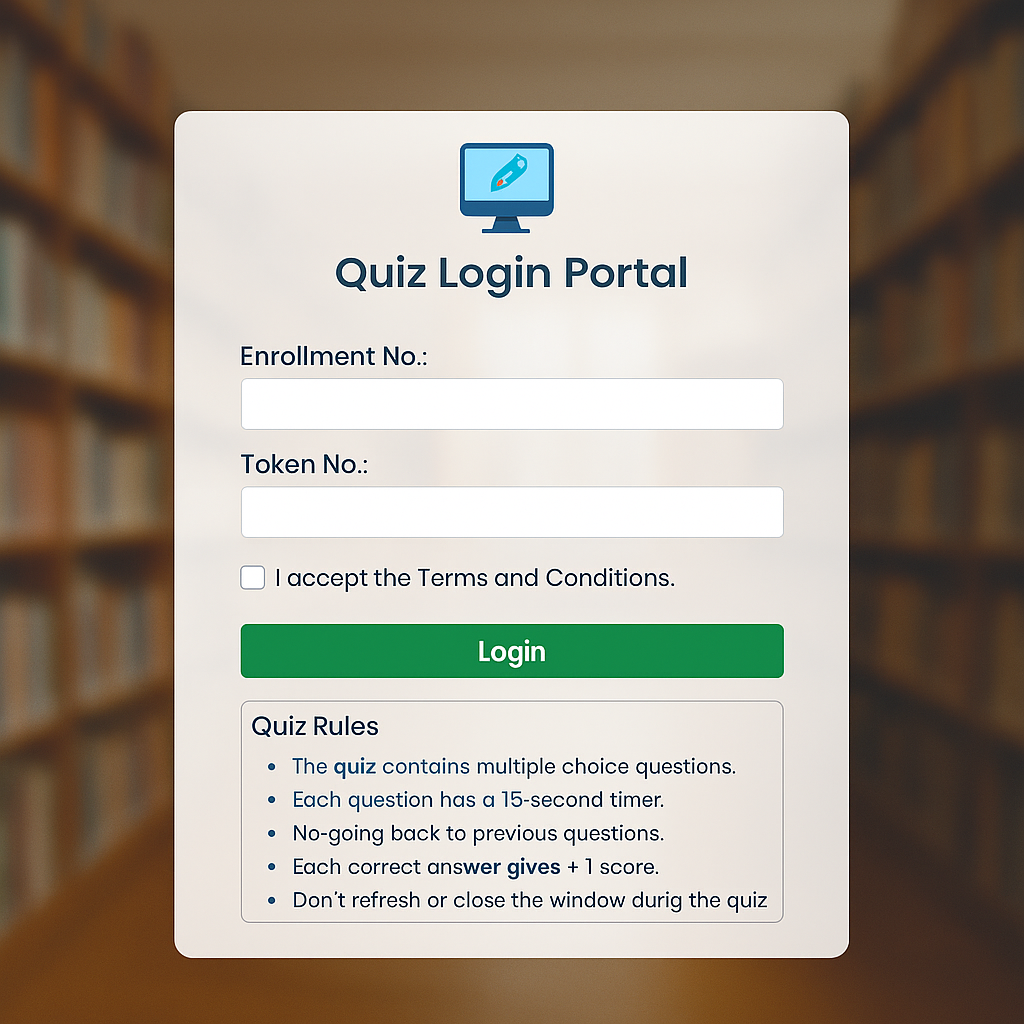 Quiz Login Portal
Enrollment No.:
Token No.:
I accept the Terms and Conditions.
Login
Quiz Rules
• The quiz contains multiple choice questions.
• Each question has a 15-second timer.
• No-going back to previous questions.
• Each correct answer gives + 1 score.
• Don't refresh or close the window durig the quiz